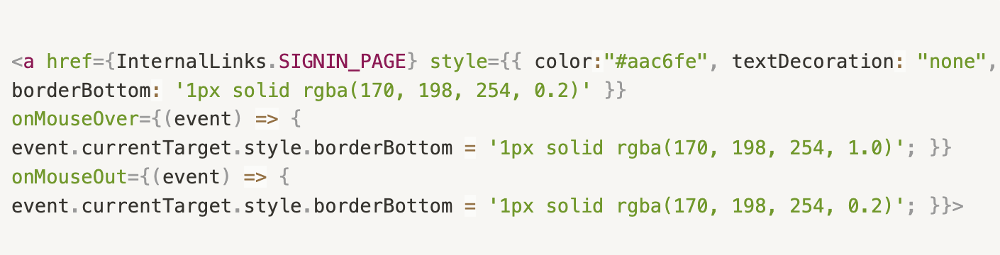 <a href={InternalLinks.SIGNIN_PAGE} style={{ color:"#aac6fe", textDecoration: "none",
borderBottom: '1px solid rgba(170, 198, 254, 0.2)' }}
onMouseOver={(event) => {
event.currentTarget.style.borderBottom = '1px solid rgba(170, 198, 254, 1.0)'; }}
onMouseOut={(event) => {
event.currentTarget.style.borderBottom = '1px solid rgba(170, 198, 254, 0.2)'; }}>